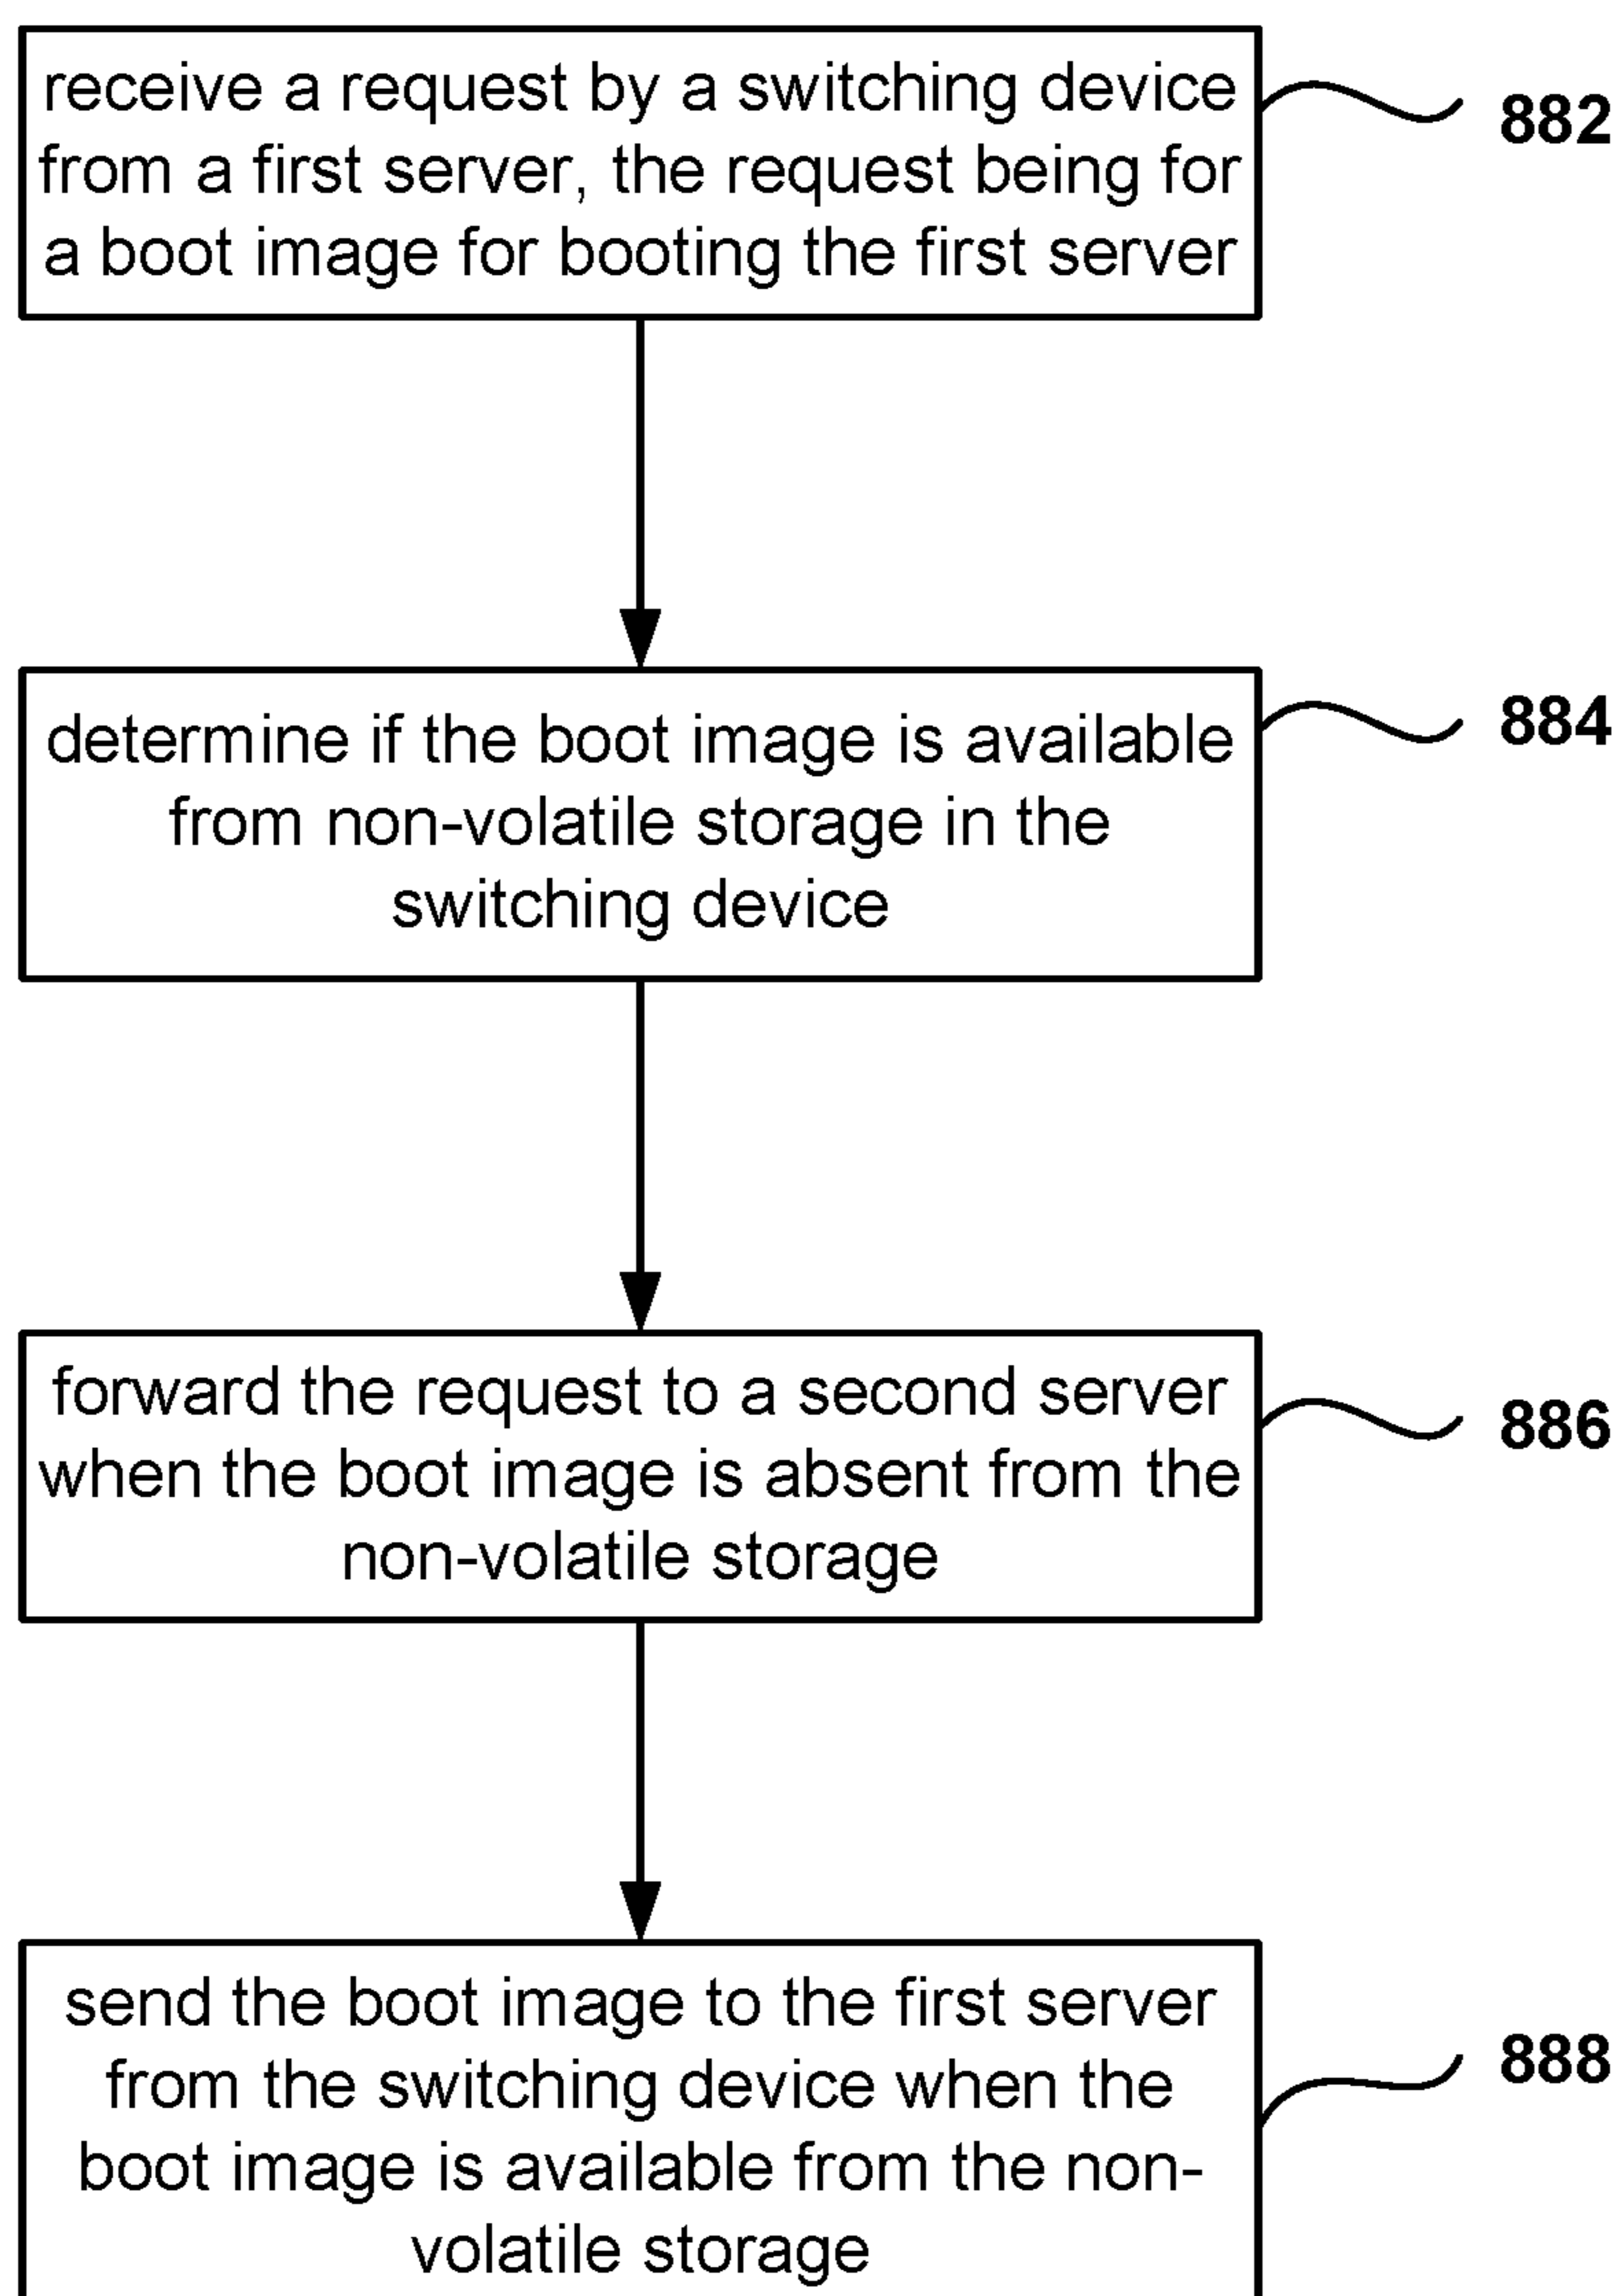 receive a request by a switching device
from a first server, the request being for
a boot image for booting the first server
882
determine if the boot image is available
from non-volatile storage in the
switching device
884
forward the request to a second server
when the boot image is absent from the
non-volatile storage
886
send the boot image to the first server
from the switching device when the
boot image is available from the non-
volatile storage
888